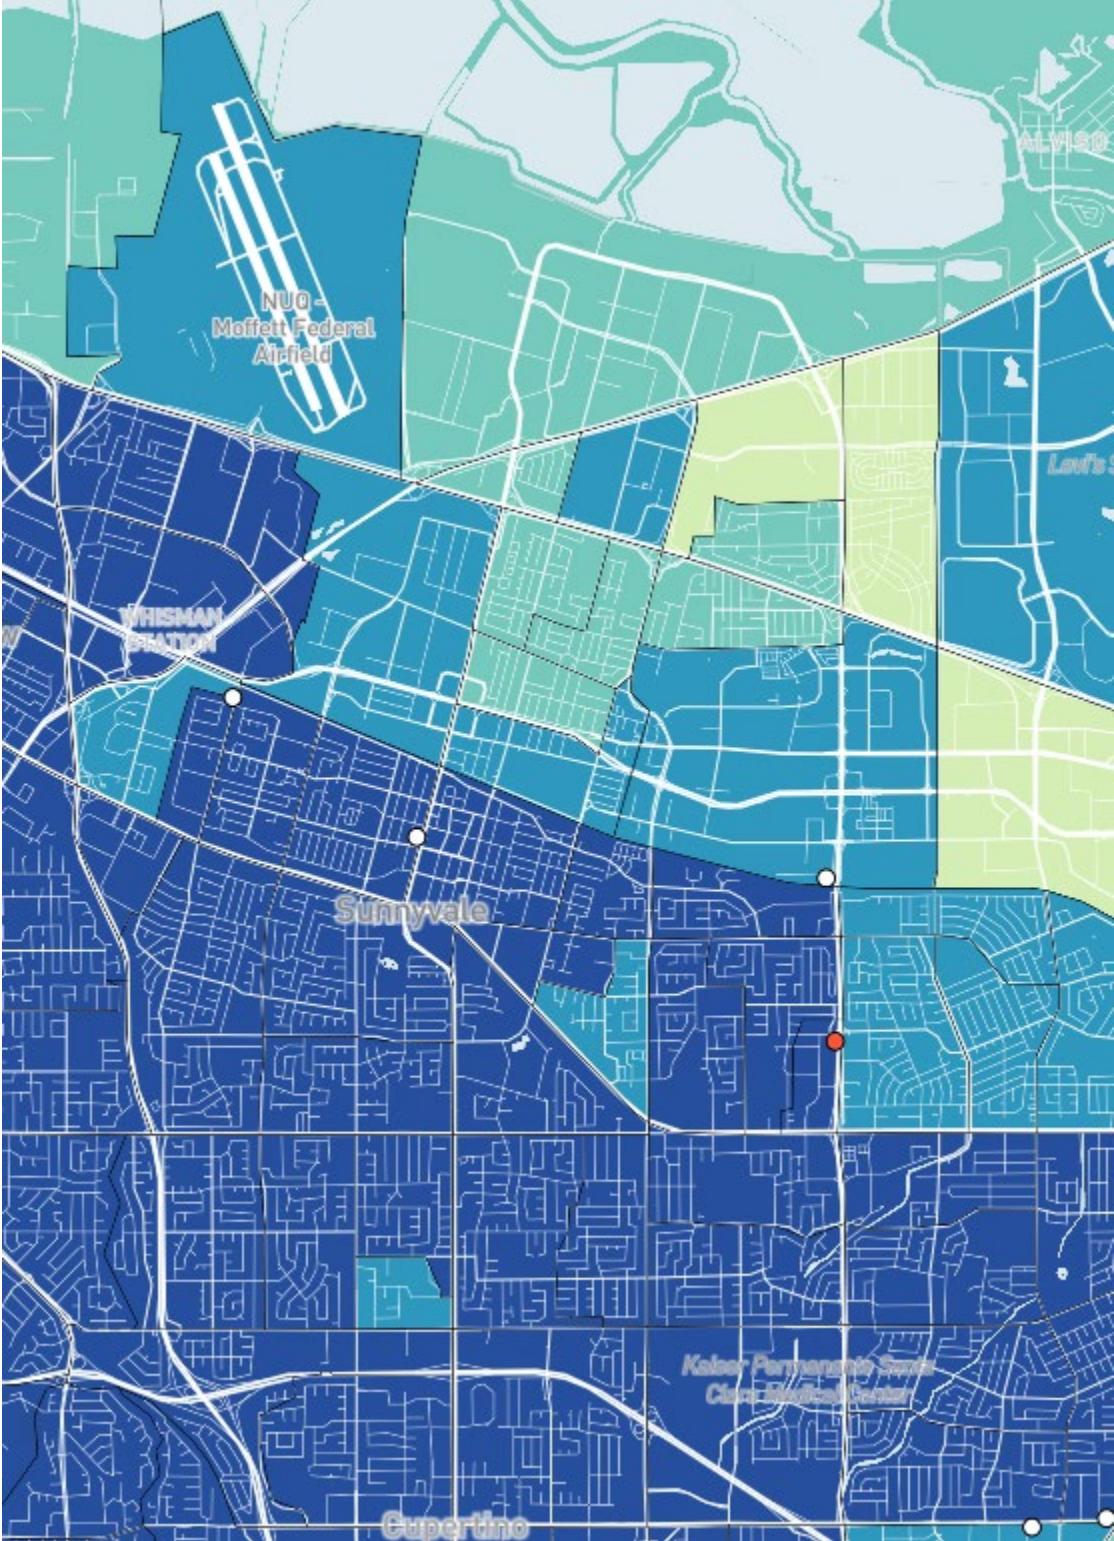 ALVISO
NUQ -
Moffett Federal
Airfield
Levi's
WHISMAN
STATION
W
Sunnyvale
Kaiser Permanente Santa
Clara Medical Center
Cupertino